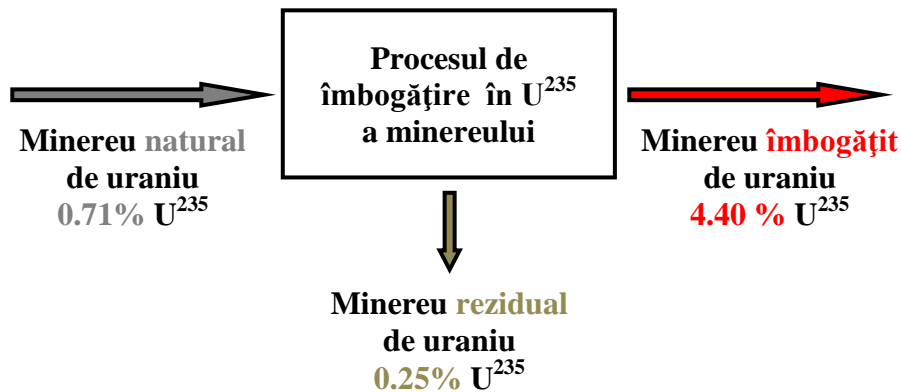 Procesul de
îmbogăţire în U²³⁵
a minereului
Minereu natural
de uraniu
0.71% U²³⁵
Minereu îmbogăţit
de uraniu
4.40 % U²³⁵
Minereu rezidual
de uraniu
0.25% U²³⁵